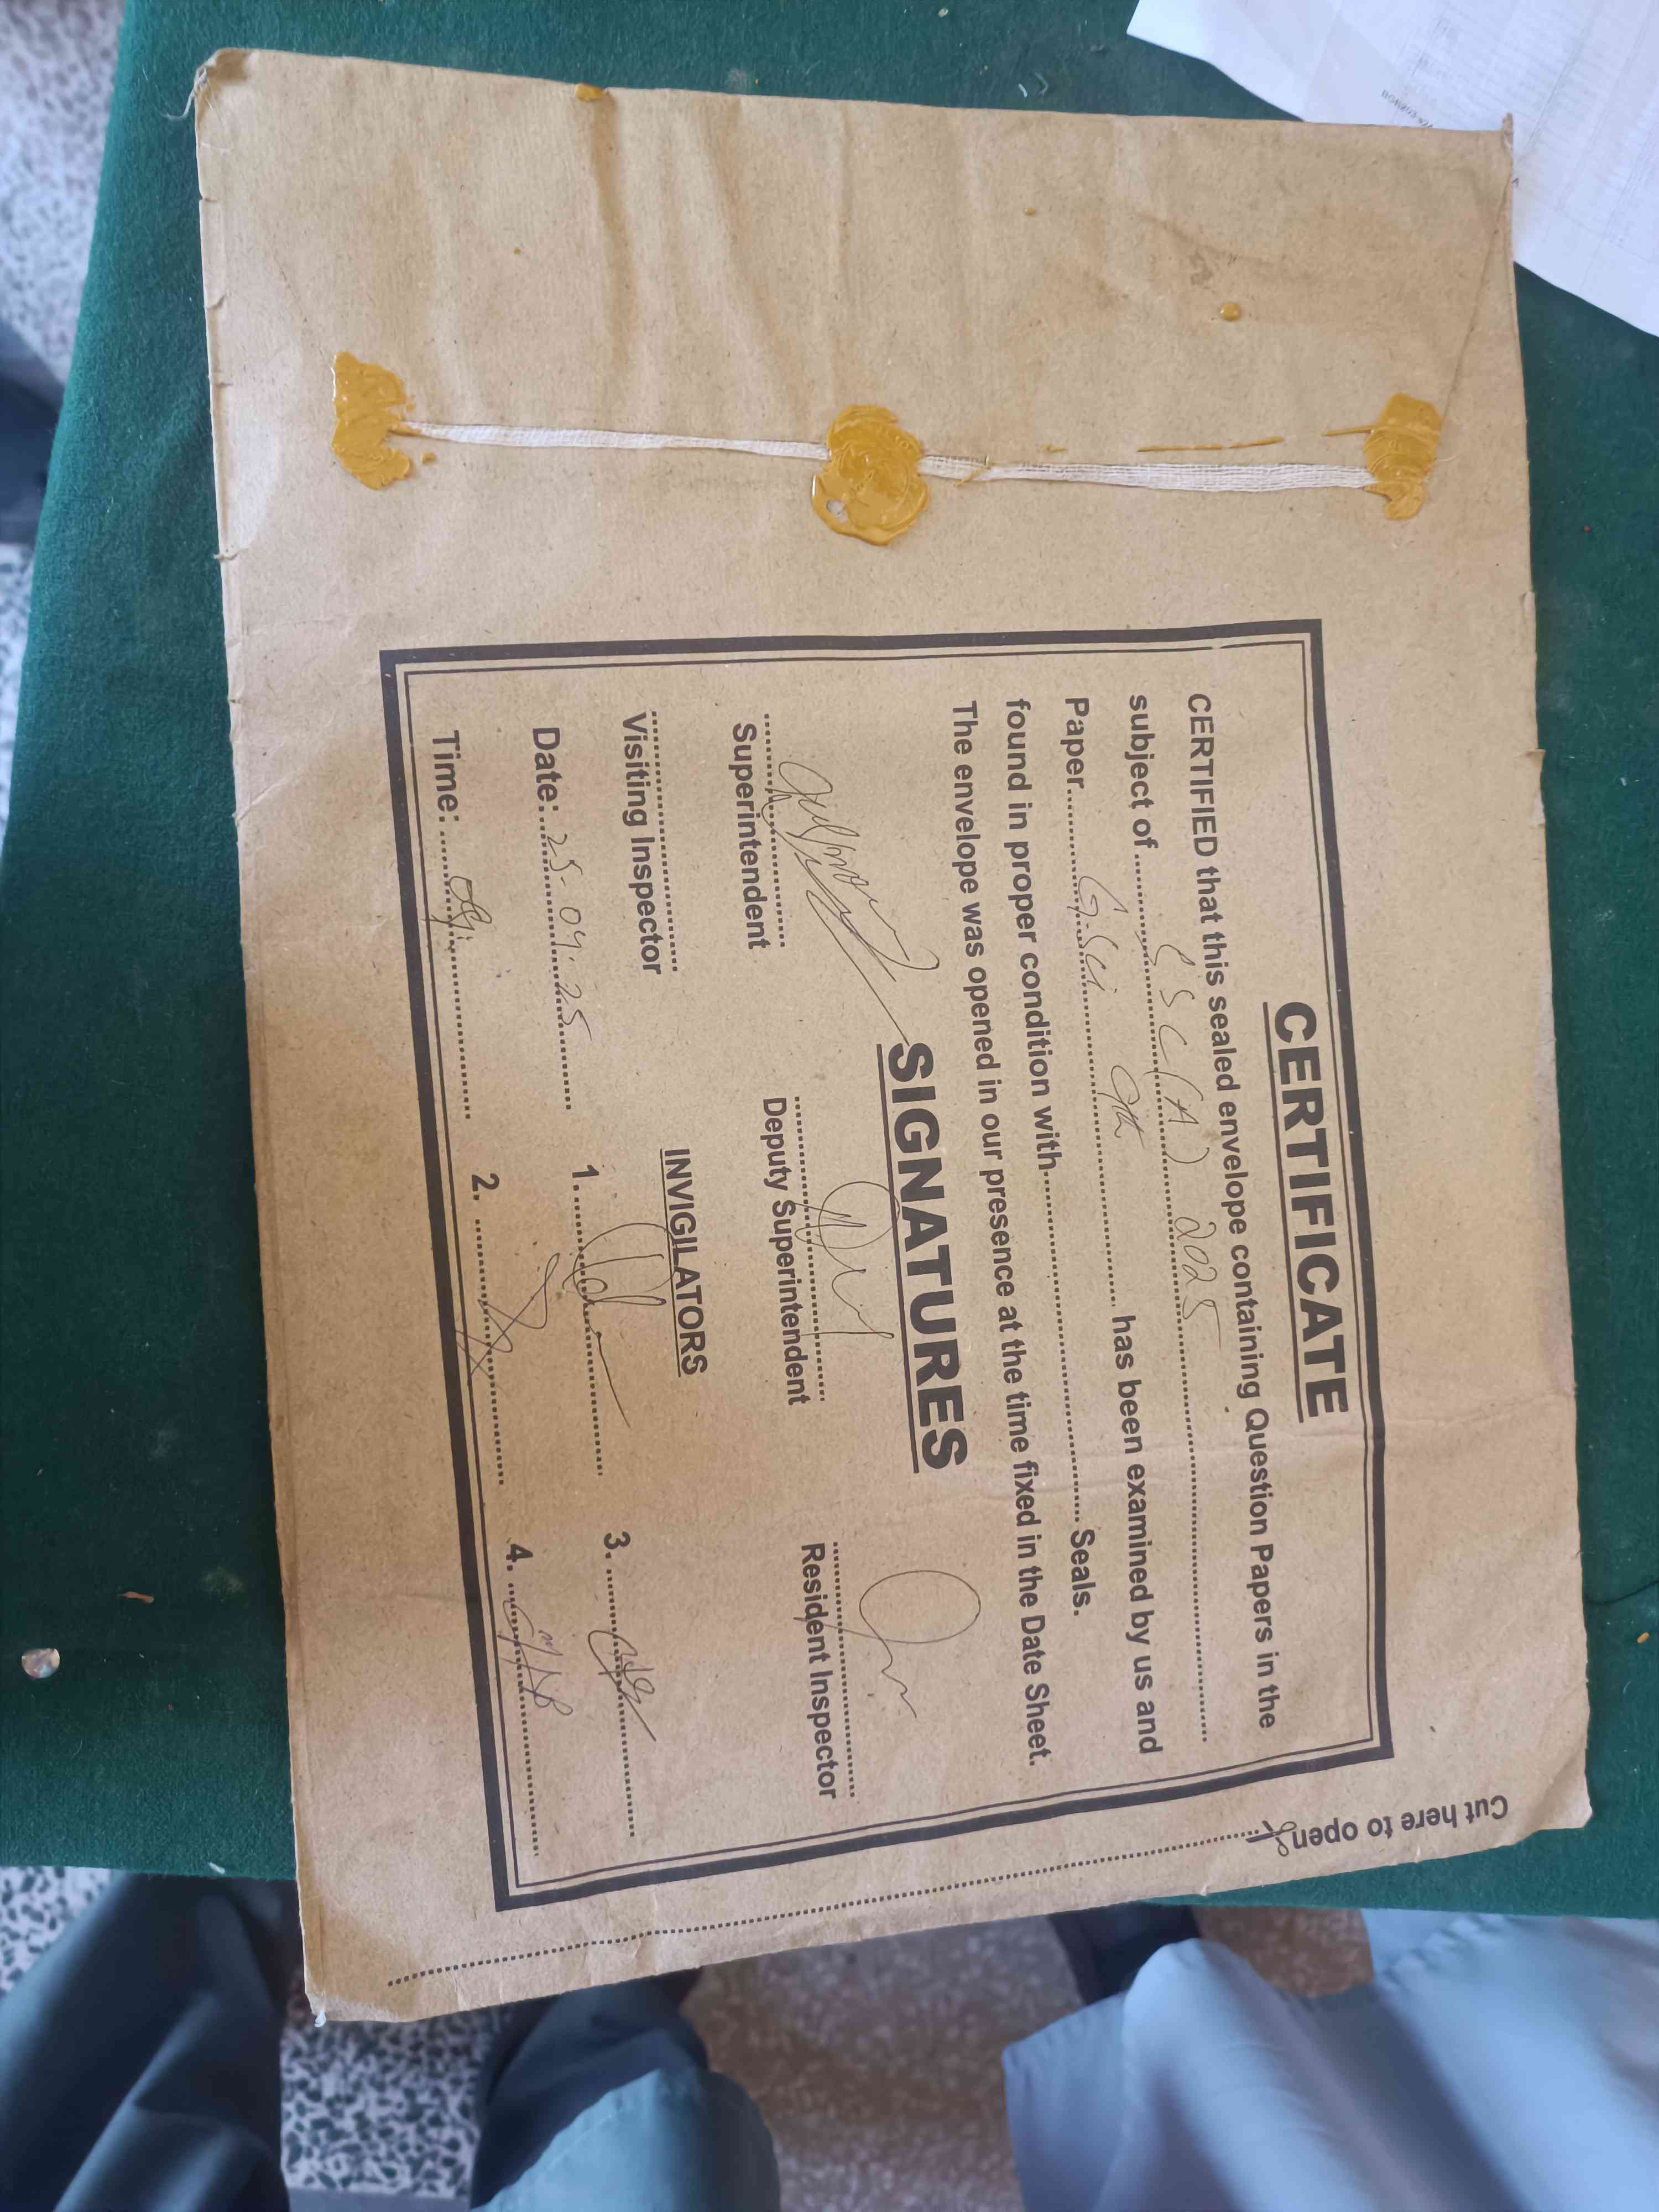 CERTIFICATE
CERTIFIED that this sealed envelope containing Question Papers in the
subject of ........ (A) 2025 ........
Paper ........ G.Sci 9th ........ has been examined by us and
found in proper condition with ................ Seals.
The envelope was opened in our presence at the time fixed in the Date Sheet.
SIGNATURES
Superintendent Deputy Superintendent Resident Inspector
Visiting Inspector
INVIGILATORS
Date: 25-04-25
1. 3.
Time:
2. 4.
Cut here to open